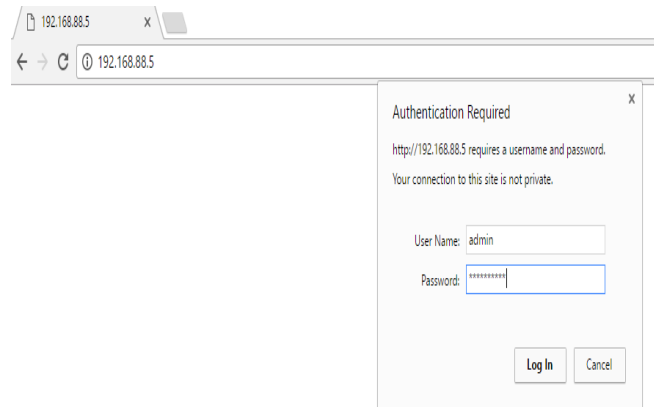 192.168.88.5
192.168.88.5
Authentication Required
http://192.168.88.5 requires a username and password.
Your connection to this site is not private.
User Name: admin
Password: **********
Log In Cancel